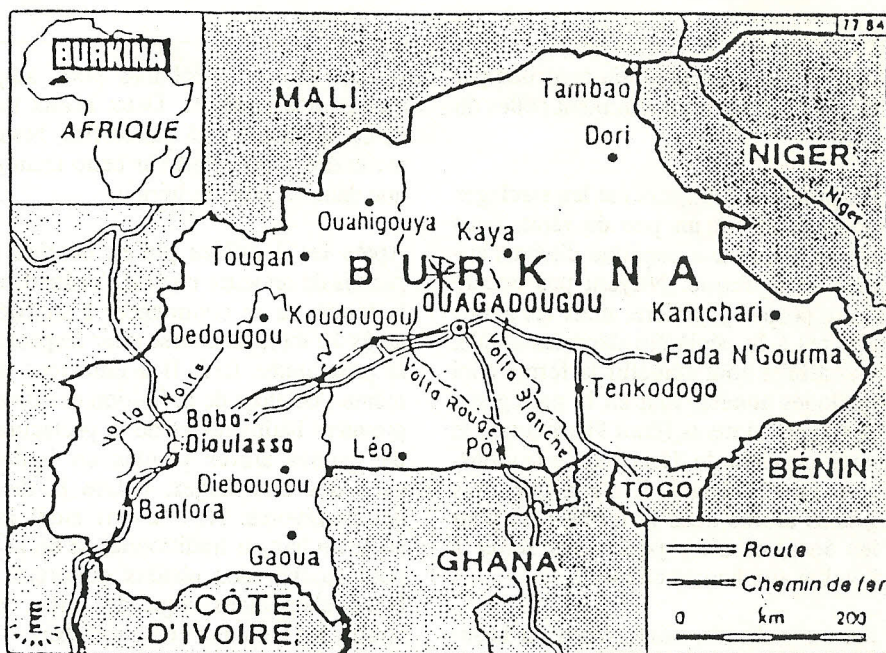 BURKINA
AFRIQUE
77 84
MALI
Tambao
Dori
NIGER
Niger
Ouahigouya
Kaya
Tougan
BURKINA
OUAGADOUGOU
Kantchari
Dedougou
Koudougou
Fada N'Gourma
Tenkodogo
Volta Noire
Volta Rouge
Volta Blanche
Bobo
Dioulasso
Léo
Pô
BÉNIN
Diebougou
TOGO
Banfora
Gaoua
GHANA
CÔTE
D'IVOIRE
Route
Chemin de fer
0 km 200